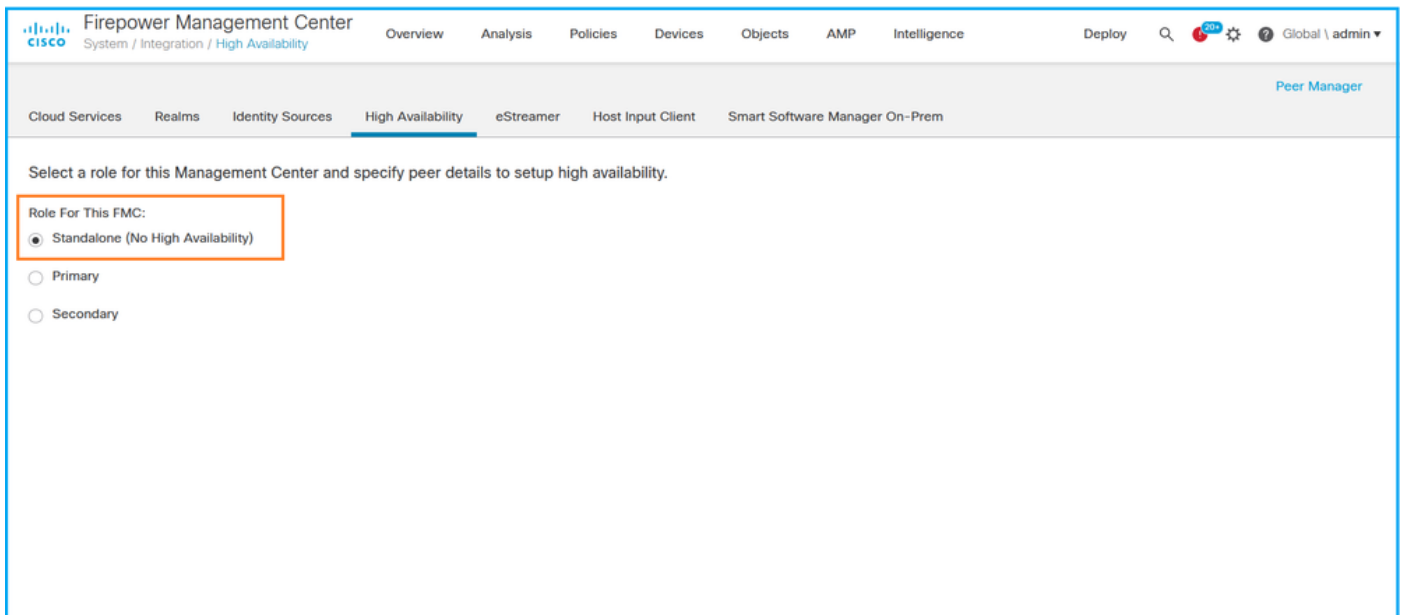 Firepower Management Center
CISCO System / Integration / High Availability
Overview Analysis Policies Devices Objects AMP Intelligence Deploy 20+ Global \ admin
Peer Manager
Cloud Services Realms Identity Sources High Availability eStreamer Host Input Client Smart Software Manager On-Prem
Select a role for this Management Center and specify peer details to setup high availability.
Role For This FMC:
Standalone (No High Availability)
Primary
Secondary